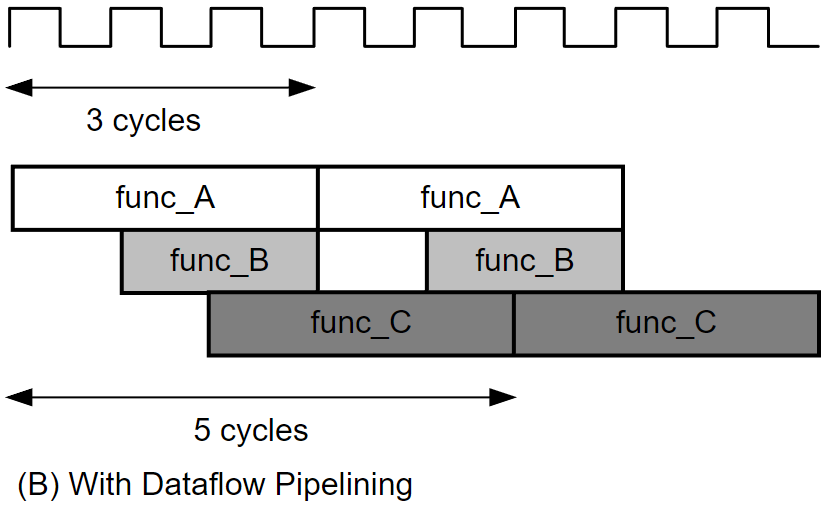 3 cycles
func_A func_A
func_B func_B
func_C func_C
5 cycles
(B) With Dataflow Pipelining